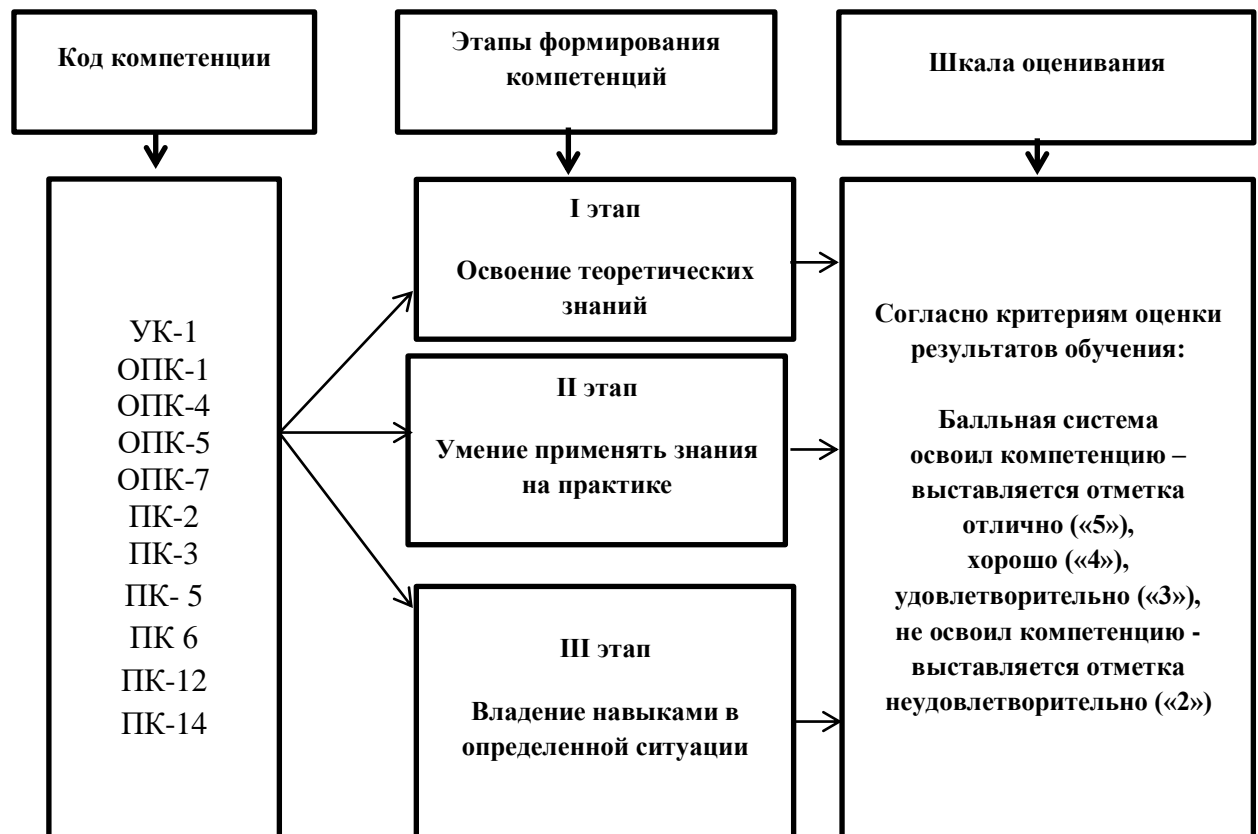 Код компетенции
Этапы формирования
компетенций
Шкала оценивания
УК-1
ОПК-1
ОПК-4
ОПК-5
ОПК-7
ПК-2
ПК-3
ПК- 5
ПК 6
ПК-12
ПК-14
I этап
Освоение теоретических
знаний
II этап
Умение применять знания
на практике
III этап
Владение навыками в
определенной ситуации
Согласно критериям оценки
результатов обучения:
Балльная система
освоил компетенцию –
выставляется отметка
отлично («5»),
хорошо («4»),
удовлетворительно («3»),
не освоил компетенцию -
выставляется отметка
неудовлетворительно («2»)